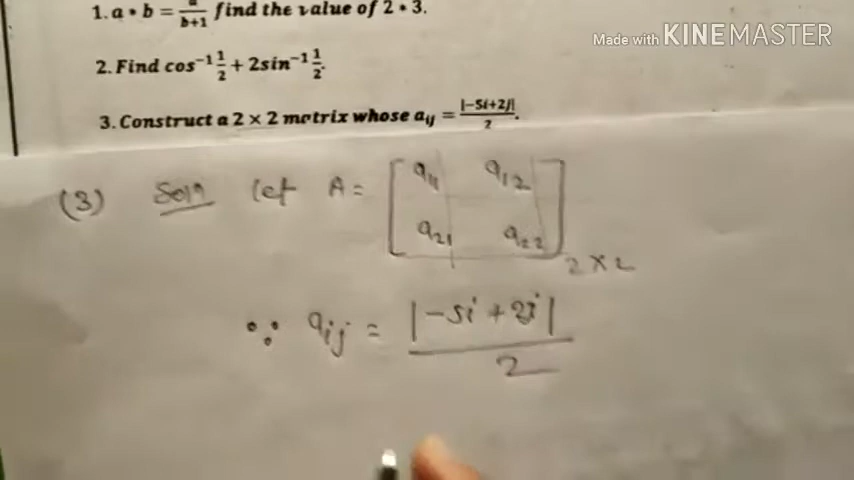 1. a • b = a/(b+1) find the value of 2 • 3.
Made with KINEMASTER
2. Find cos⁻¹ 1/2 + 2sin⁻¹ 1/2.
3. Construct a 2 × 2 matrix whose aᵢⱼ = |-5i+2j|/2.
(3) Soln let A = [ a₁₁ a₁₂
a₂₁ a₂₂ ] 2×2
∵ aᵢⱼ = |-5i + 2j| / 2